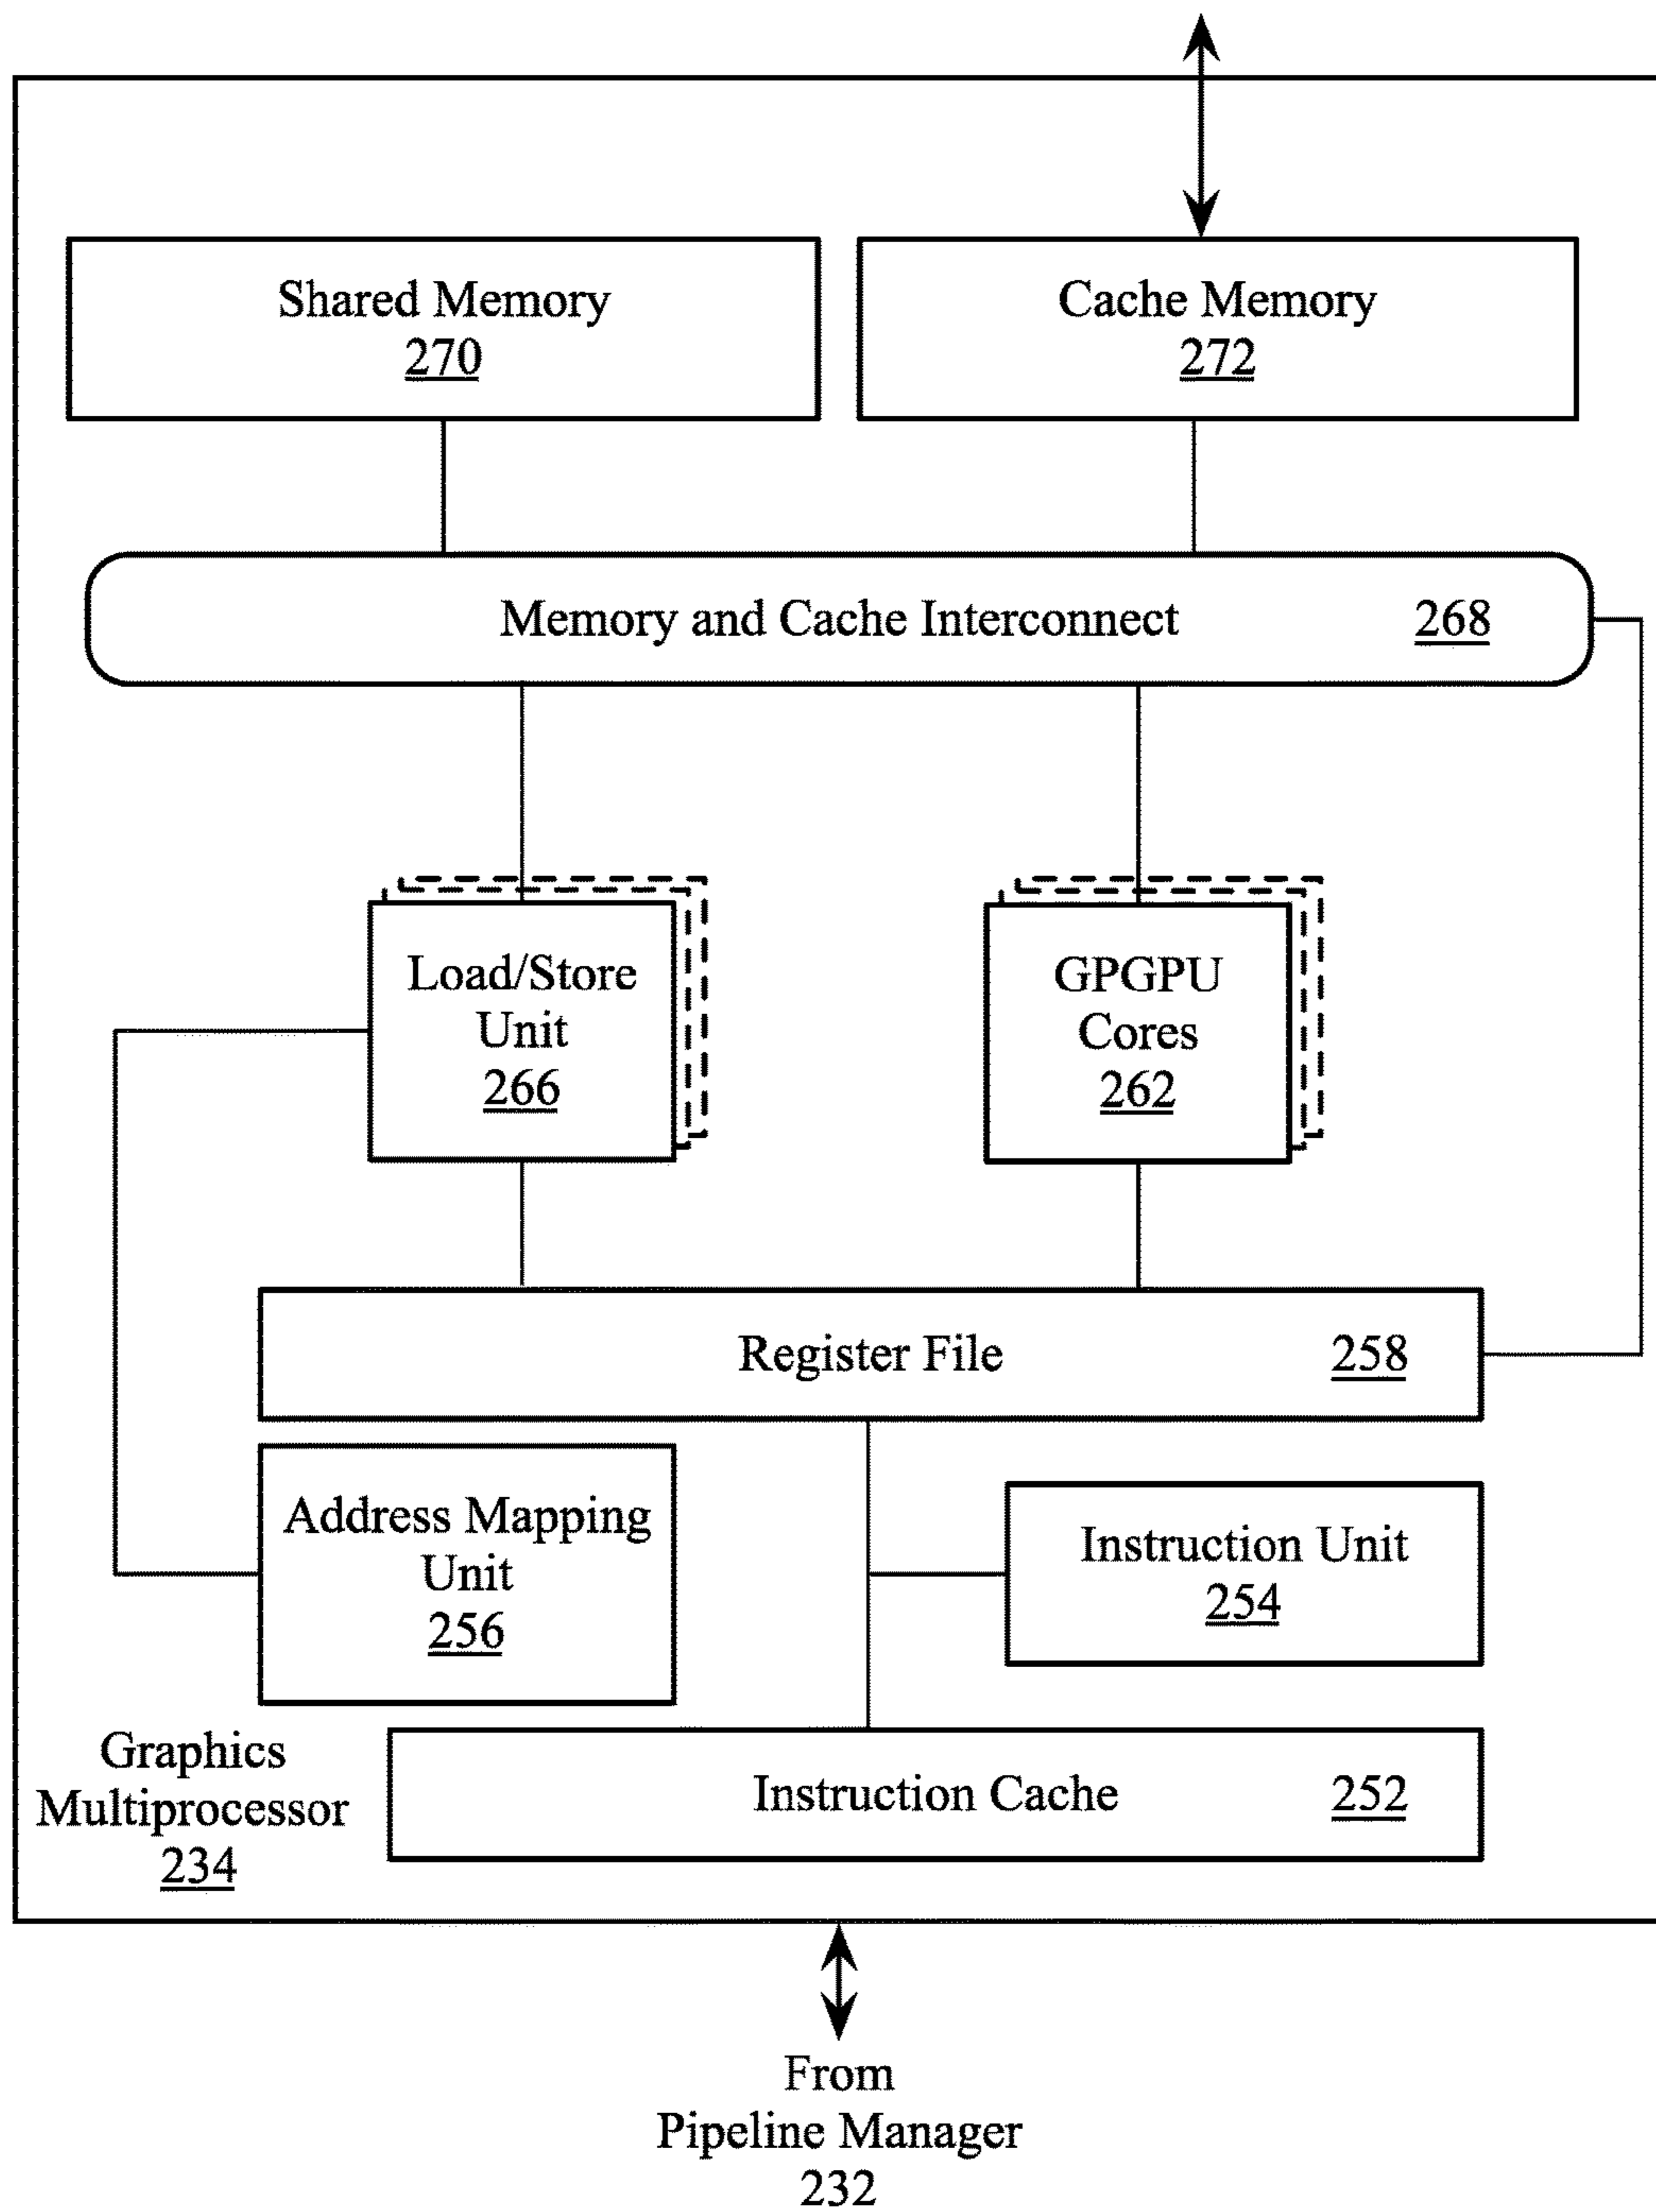 Shared Memory
270
Cache Memory
272
Memory and Cache Interconnect 268
Load/Store
Unit
266
GPGPU
Cores
262
Register File 258
Address Mapping
Unit
256
Instruction Unit
254
Graphics
Multiprocessor
234
Instruction Cache 252
From
Pipeline Manager
232